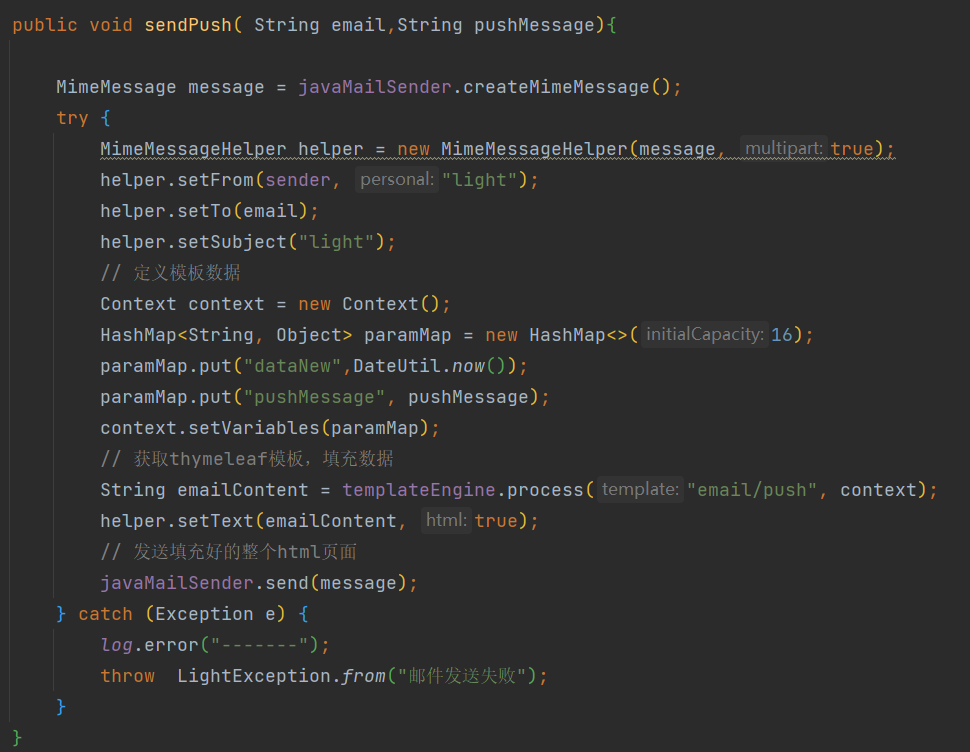 public void sendPush( String email,String pushMessage){
MimeMessage message = javaMailSender.createMimeMessage();
try {
MimeMessageHelper helper = new MimeMessageHelper(message, multipart: true);
helper.setFrom(sender, personal: "light");
helper.setTo(email);
helper.setSubject("light");
// 定义模板数据
Context context = new Context();
HashMap<String, Object> paramMap = new HashMap<>( initialCapacity: 16);
paramMap.put("dataNew",DateUtil.now());
paramMap.put("pushMessage", pushMessage);
context.setVariables(paramMap);
// 获取thymeleaf模板，填充数据
String emailContent = templateEngine.process( template: "email/push", context);
helper.setText(emailContent, html: true);
// 发送填充好的整个html页面
javaMailSender.send(message);
} catch (Exception e) {
log.error("-------");
throw  LightException.from("邮件发送失败");
}
}